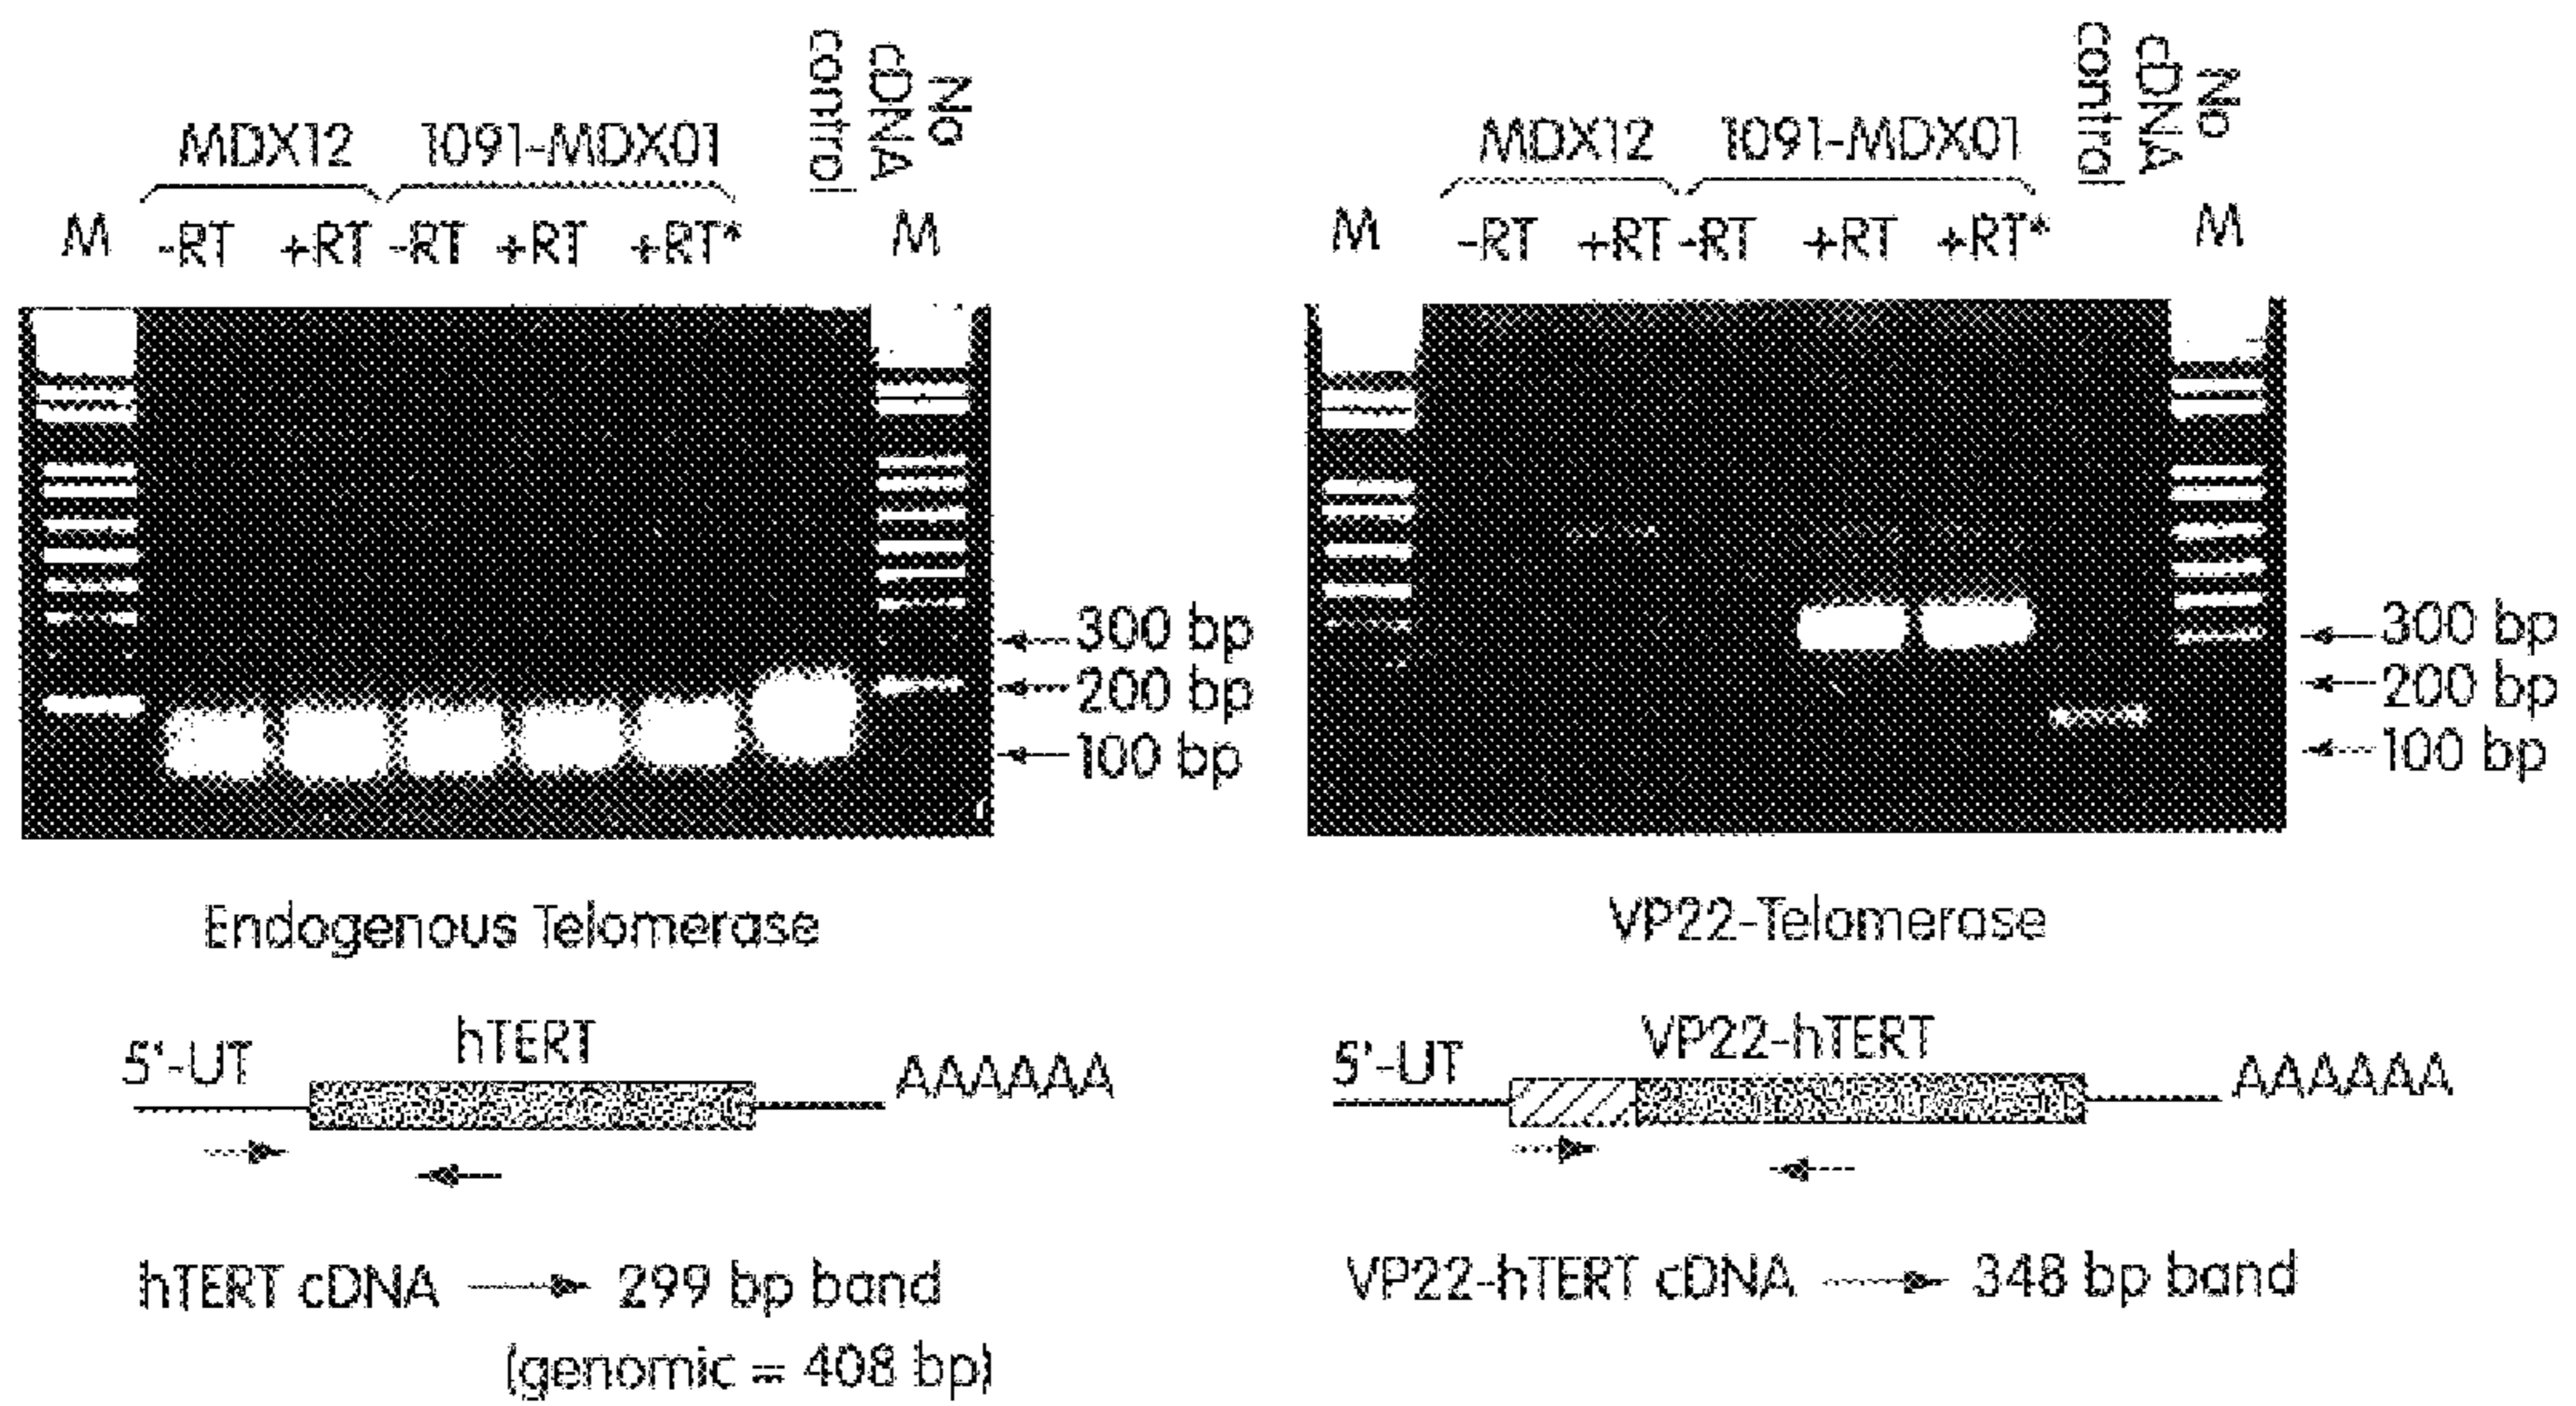 No cDNA control
MDX12 1091-MDX01
M -RT +RT -RT +RT +RT* M
300 bp
200 bp
100 bp
Endogenous Telomerase
5'-UT hTERT AAAAAA
hTERT cDNA 299 bp band
(genomic = 408 bp)
No cDNA control
MDX12 1091-MDX01
M -RT +RT -RT +RT +RT* M
300 bp
200 bp
100 bp
VP22-Telomerase
5'-UT VP22-hTERT AAAAAA
VP22-hTERT cDNA 348 bp band